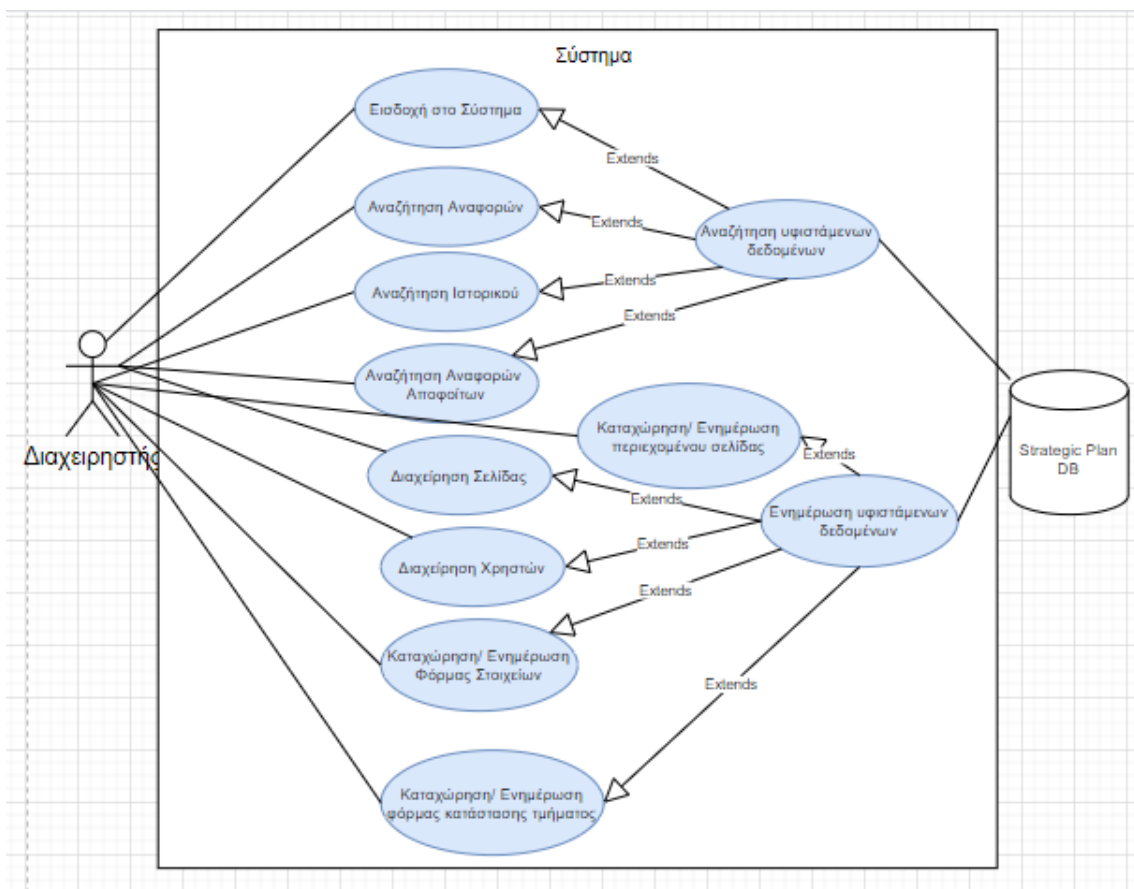 Σύστημα
Εισδοχή στο Σύστημα
Extends
Αναζήτηση Αναφορών
Extends
Αναζήτηση υφιστάμενων
δεδομένων
Αναζήτηση Ιστορικού
Extends
Extends
Αναζήτηση Αναφορών
Αποφοίτων
Καταχώρηση/ Ενημέρωση
περιεχομένου σελίδας
Διαχειρηστής
Extends
Strategic Plan
DB
Διαχείρηση Σελίδας
Extends
Ενημέρωση υφιστάμενων
δεδομένων
Extends
Διαχείρηση Χρηστών
Extends
Καταχώρηση/ Ενημέρωση
Φόρμας Στοιχείων
Extends
Καταχώρηση/ Ενημέρωση
φόρμας κατάστασης τμήματος